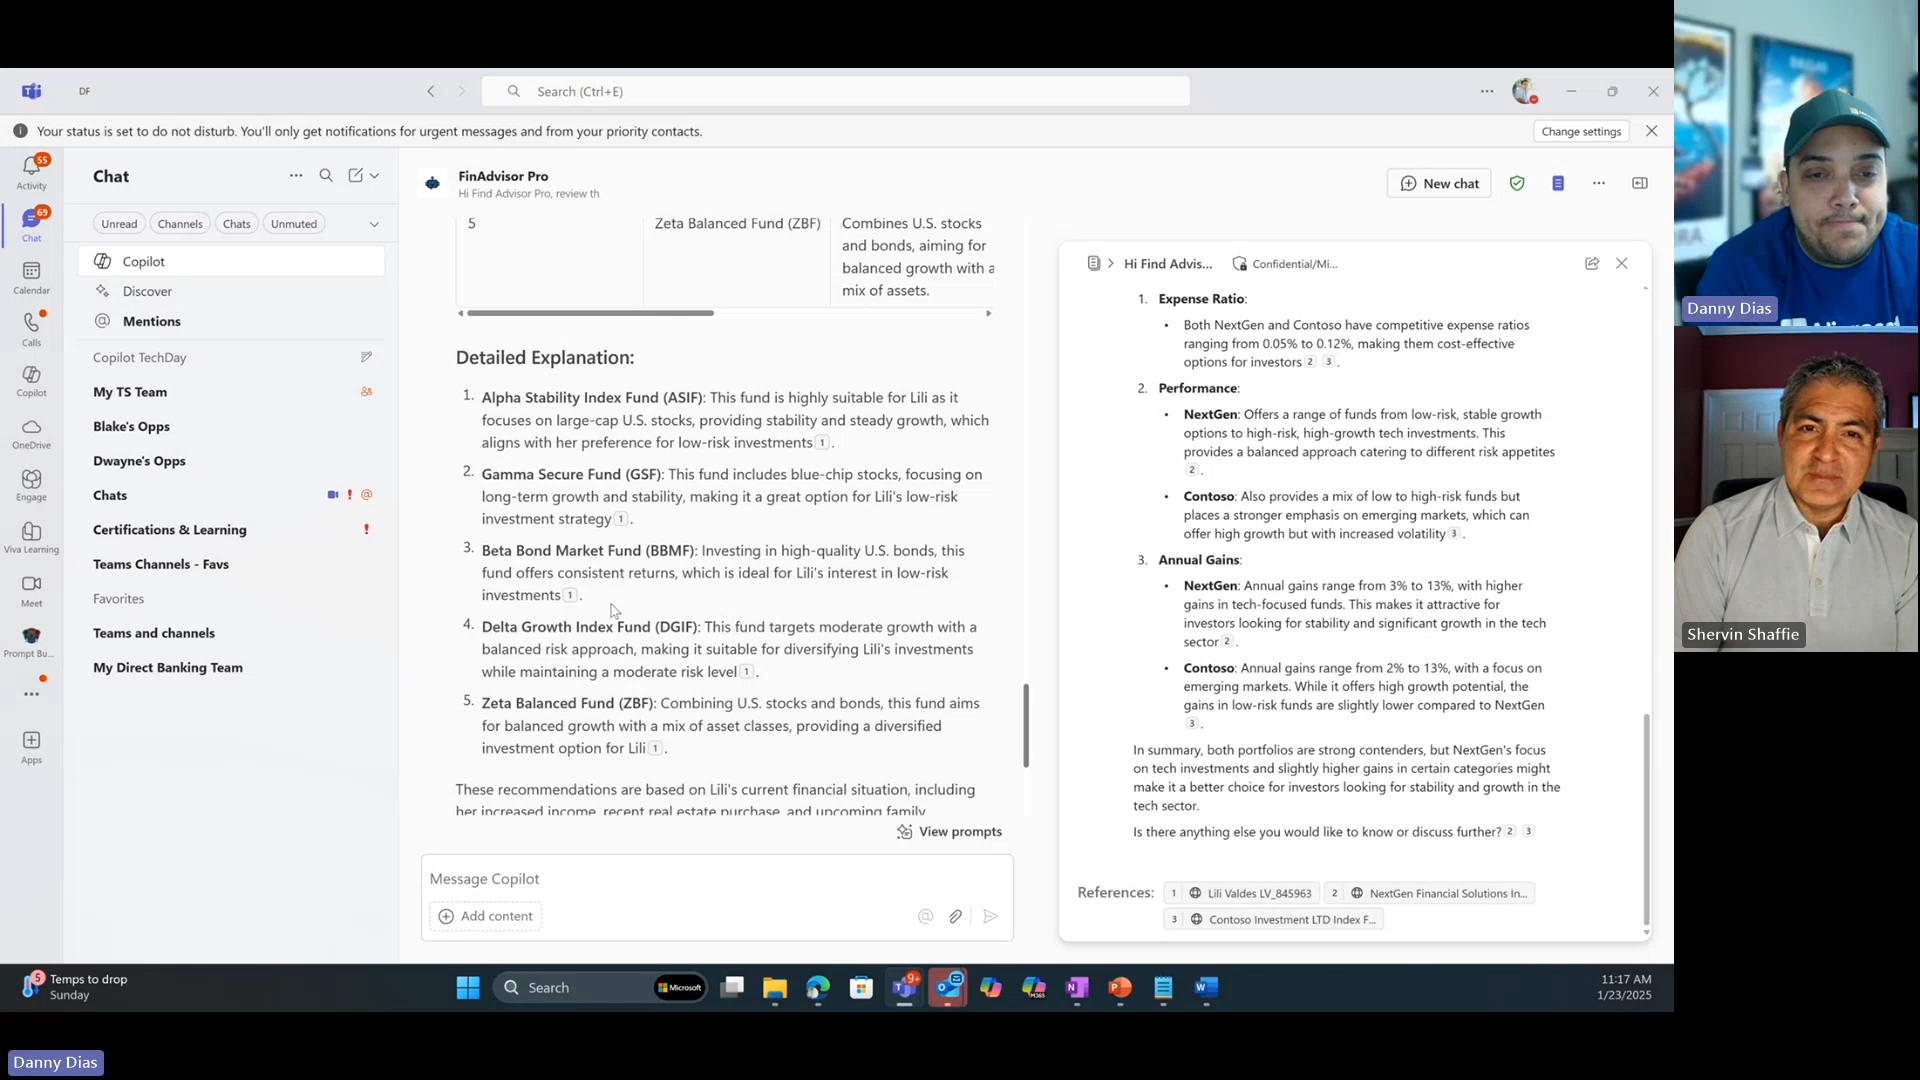 DF
Search (Ctrl+E)
Your status is set to do not disturb. You'll only get notifications for urgent messages and from your priority contacts.
Change settings
55
Activity
69
Chat
Calendar
Calls
Copilot
OneDrive
Engage
Viva Learning
Meet
Prompt Bu...
Apps
Chat
Unread
Channels
Chats
Unmuted
Copilot
Discover
Mentions
Copilot TechDay
My TS Team
Blake's Opps
Dwayne's Opps
Chats
Certifications & Learning
Teams Channels - Favs
Favorites
Teams and channels
My Direct Banking Team
FinAdvisor Pro
Hi Find Advisor Pro, review th
New chat
5
Zeta Balanced Fund (ZBF)
Combines U.S. stocks
and bonds, aiming for
balanced growth with a
mix of assets.
Detailed Explanation:
1. Alpha Stability Index Fund (ASIF): This fund is highly suitable for Lili as it
focuses on large-cap U.S. stocks, providing stability and steady growth, which
aligns with her preference for low-risk investments 1 .
2. Gamma Secure Fund (GSF): This fund includes blue-chip stocks, focusing on
long-term growth and stability, making it a great option for Lili's low-risk
investment strategy 1 .
3. Beta Bond Market Fund (BBMF): Investing in high-quality U.S. bonds, this
fund offers consistent returns, which is ideal for Lili's interest in low-risk
investments 1 .
4. Delta Growth Index Fund (DGIF): This fund targets moderate growth with a
balanced risk approach, making it suitable for diversifying Lili's investments
while maintaining a moderate risk level 1 .
5. Zeta Balanced Fund (ZBF): Combining U.S. stocks and bonds, this fund aims
for balanced growth with a mix of asset classes, providing a diversified
investment option for Lili 1 .
These recommendations are based on Lili's current financial situation, including
her increased income, recent real estate purchase, and upcoming family
View prompts
Message Copilot
Add content
Hi Find Advis...
Confidential/Mi...
1. Expense Ratio:
• Both NextGen and Contoso have competitive expense ratios
ranging from 0.05% to 0.12%, making them cost-effective
options for investors 2 3 .
2. Performance:
• NextGen: Offers a range of funds from low-risk, stable growth
options to high-risk, high-growth tech investments. This
provides a balanced approach catering to different risk appetites
2 .
• Contoso: Also provides a mix of low to high-risk funds but
places a stronger emphasis on emerging markets, which can
offer high growth but with increased volatility 3 .
3. Annual Gains:
• NextGen: Annual gains range from 3% to 13%, with higher
gains in tech-focused funds. This makes it attractive for
investors looking for stability and significant growth in the tech
sector 2 .
• Contoso: Annual gains range from 2% to 13%, with a focus on
emerging markets. While it offers high growth potential, the
gains in low-risk funds are slightly lower compared to NextGen
3 .
In summary, both portfolios are strong contenders, but NextGen's focus
on tech investments and slightly higher gains in certain categories might
make it a better choice for investors looking for stability and growth in the
tech sector.
Is there anything else you would like to know or discuss further? 2 3
References:
1 Lili Valdes LV_845963
2 NextGen Financial Solutions In...
3 Contoso Investment LTD Index F...
Danny Dias
Shervin Shaffie
5
Temps to drop
Sunday
Search
Microsoft
9+
M365
11:17 AM
1/23/2025
Danny Dias